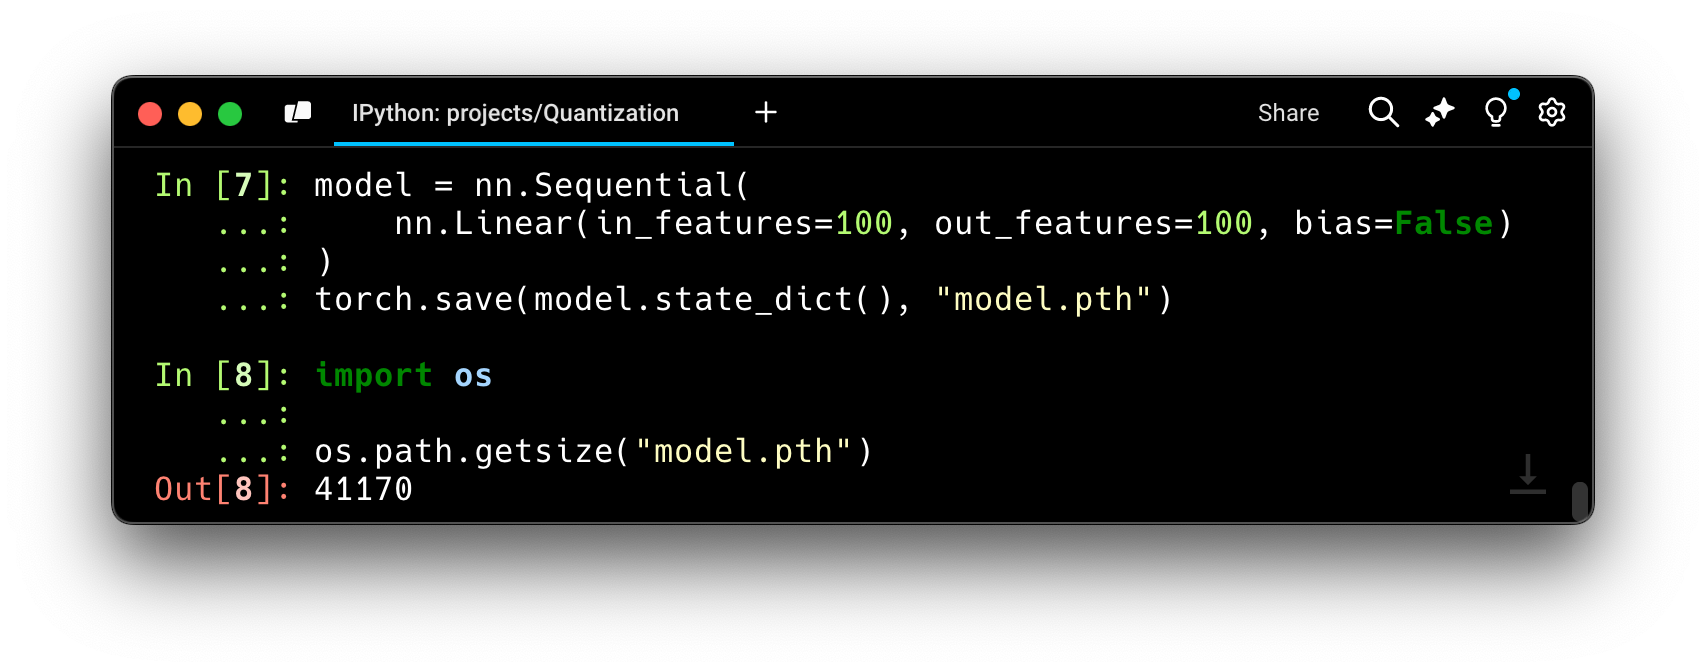 IPython: projects/Quantization
Share
In [7]: model = nn.Sequential(
...:     nn.Linear(in_features=100, out_features=100, bias=False)
...: )
...: torch.save(model.state_dict(), "model.pth")
In [8]: import os
...:
...: os.path.getsize("model.pth")
Out[8]: 41170